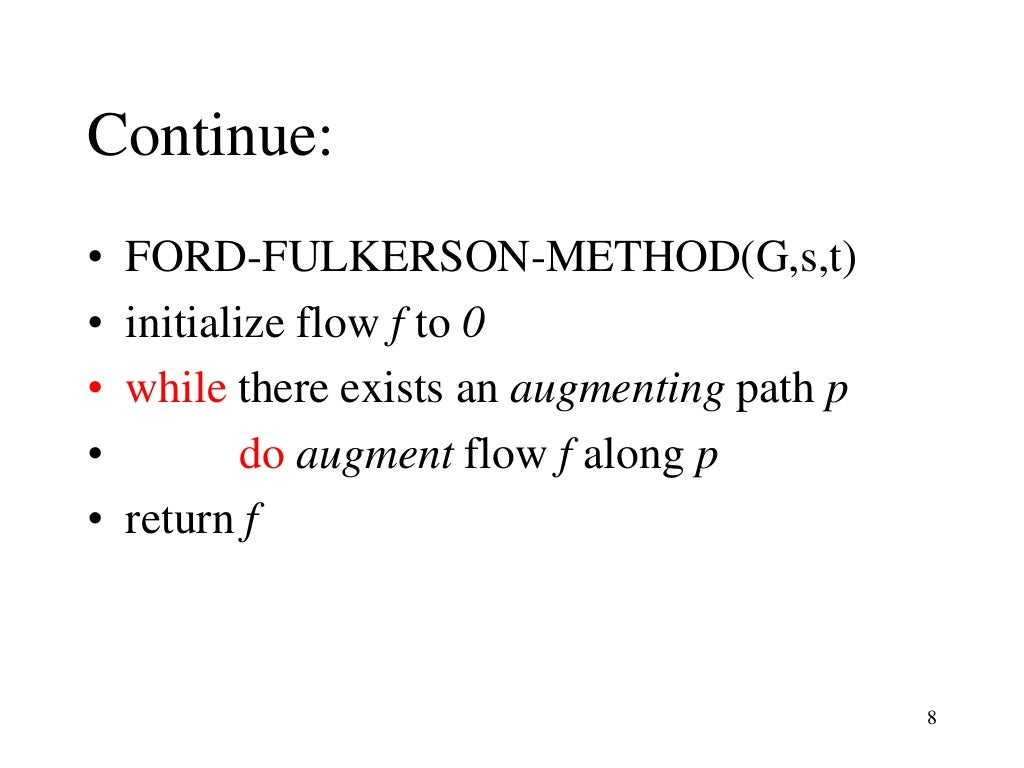 Continue:
• FORD-FULKERSON-METHOD(G,s,t)
• initialize flow f to 0
• while there exists an augmenting path p
• do augment flow f along p
• return f
8